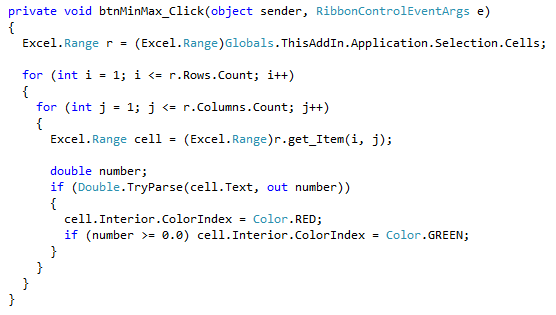 private void btnMinMax_Click(object sender, RibbonControlEventArgs e)
{
  Excel.Range r = (Excel.Range)Globals.ThisAddIn.Application.Selection.Cells;

  for (int i = 1; i <= r.Rows.Count; i++)
  {
    for (int j = 1; j <= r.Columns.Count; j++)
    {
      Excel.Range cell = (Excel.Range)r.get_Item(i, j);

      double number;
      if (Double.TryParse(cell.Text, out number))
      {
        cell.Interior.ColorIndex = Color.RED;
        if (number >= 0.0) cell.Interior.ColorIndex = Color.GREEN;
      }
    }
  }
}